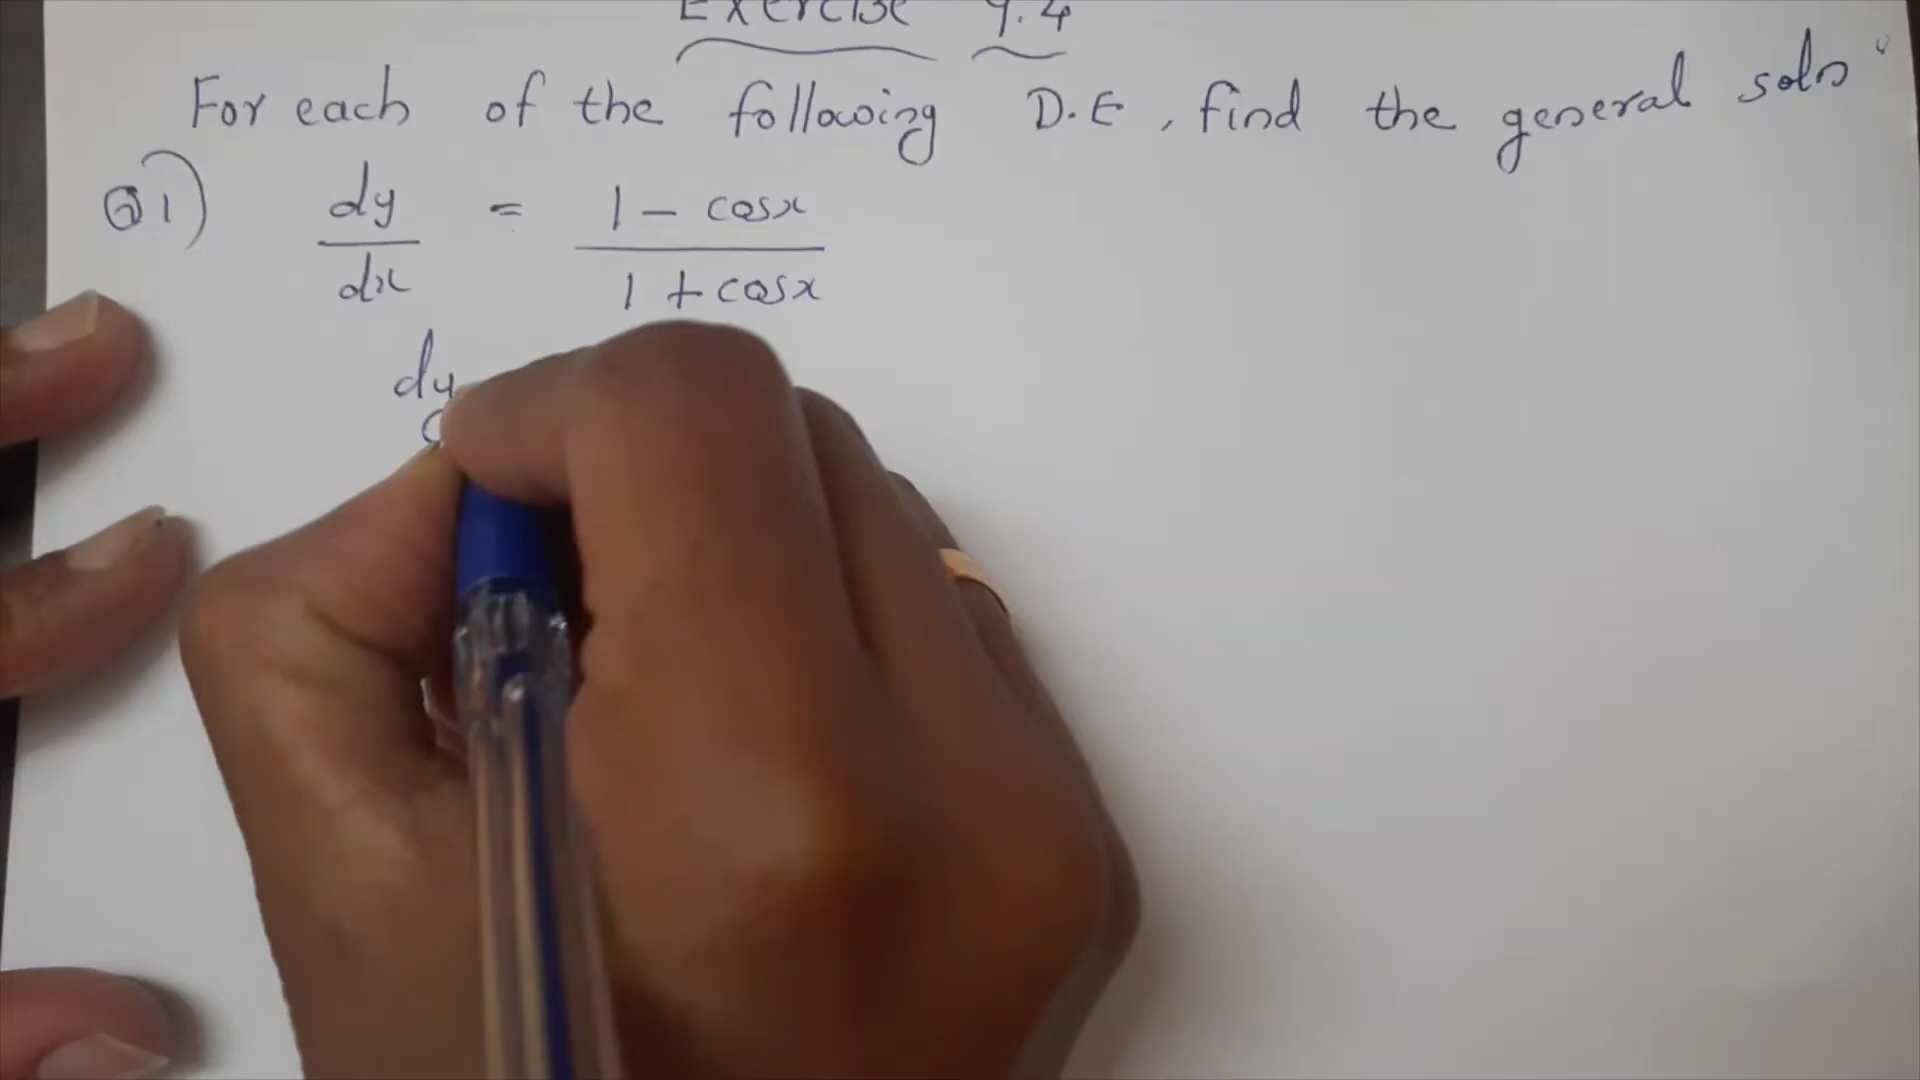 Exercise 9.4
For each of the following D.E, find the general soln
Q1) dy/dx = 1 - cosx / 1 + cosx
dy